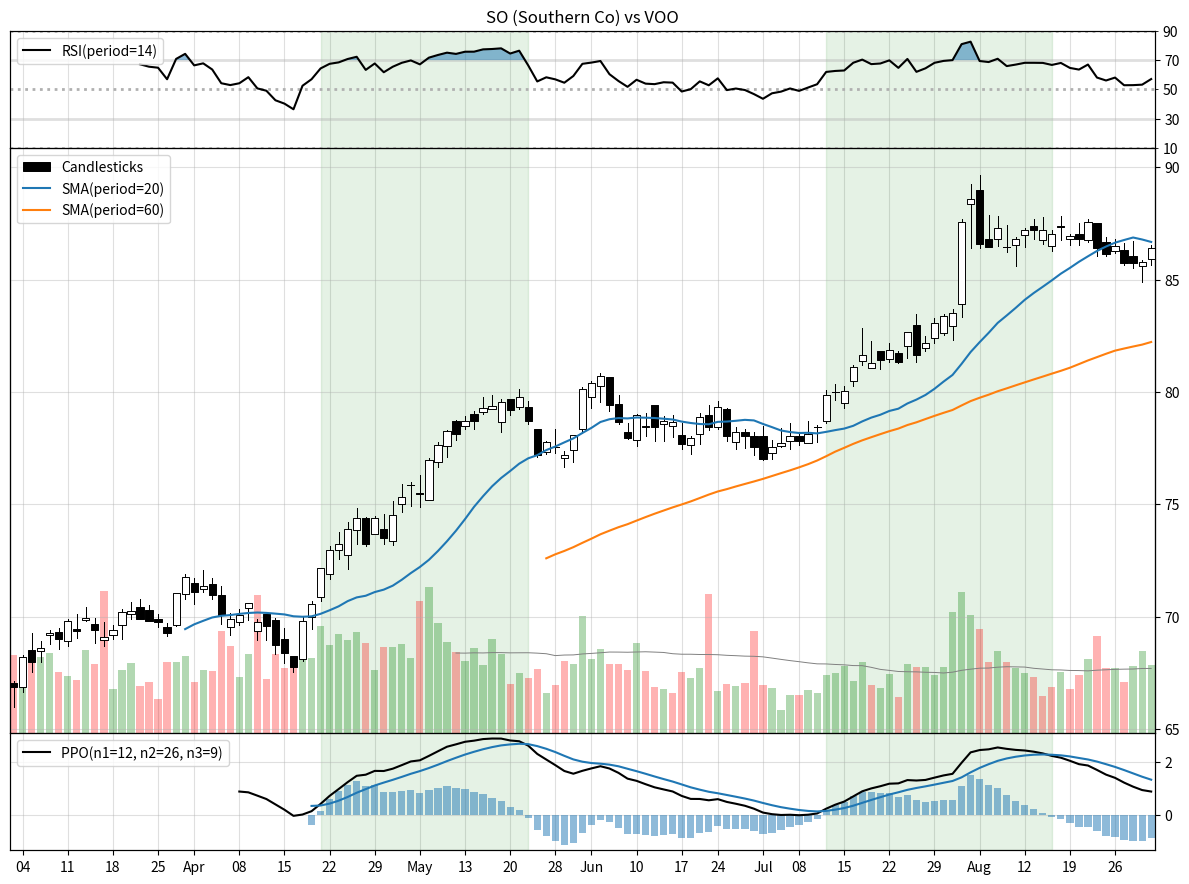 SO (Southern Co) vs VOO
RSI(period=14)
90
70
50
30
10
Candlesticks
SMA(period=20)
SMA(period=60)
90
85
80
75
70
65
PPO(n1=12, n2=26, n3=9)
2
0
04 11 18 25 Apr 08 15 22 29 May 13 20 28 Jun 10 17 24 Jul 08 15 22 29 Aug 12 19 26